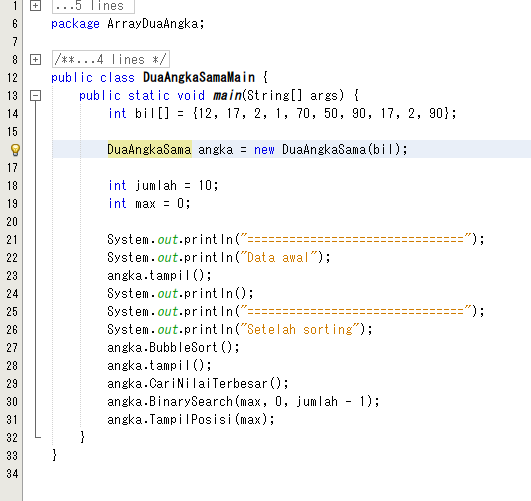 1 ...5 lines
6 package ArrayDuaAngka;
7
8 /**...4 lines */
12 public class DuaAngkaSamaMain {
13 public static void main(String[] args) {
14 int bil[] = {12, 17, 2, 1, 70, 50, 90, 17, 2, 90};
15
DuaAngkaSama angka = new DuaAngkaSama(bil);
17
18 int jumlah = 10;
19 int max = 0;
20
21 System.out.println("===============================");
22 System.out.println("Data awal");
23 angka.tampil();
24 System.out.println();
25 System.out.println("===============================");
26 System.out.println("Setelah sorting");
27 angka.BubbleSort();
28 angka.tampil();
29 angka.CariNilaiTerbesar();
30 angka.BinarySearch(max, 0, jumlah - 1);
31 angka.TampilPosisi(max);
32 }
33 }
34